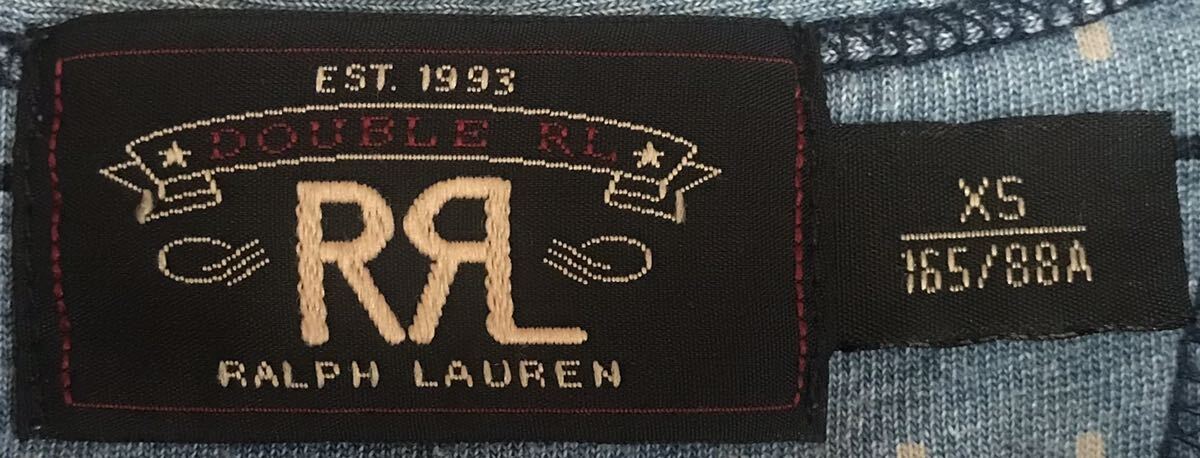 EST. 1993
DOUBLE RL
RRL
RALPH LAUREN
XS
165/88A